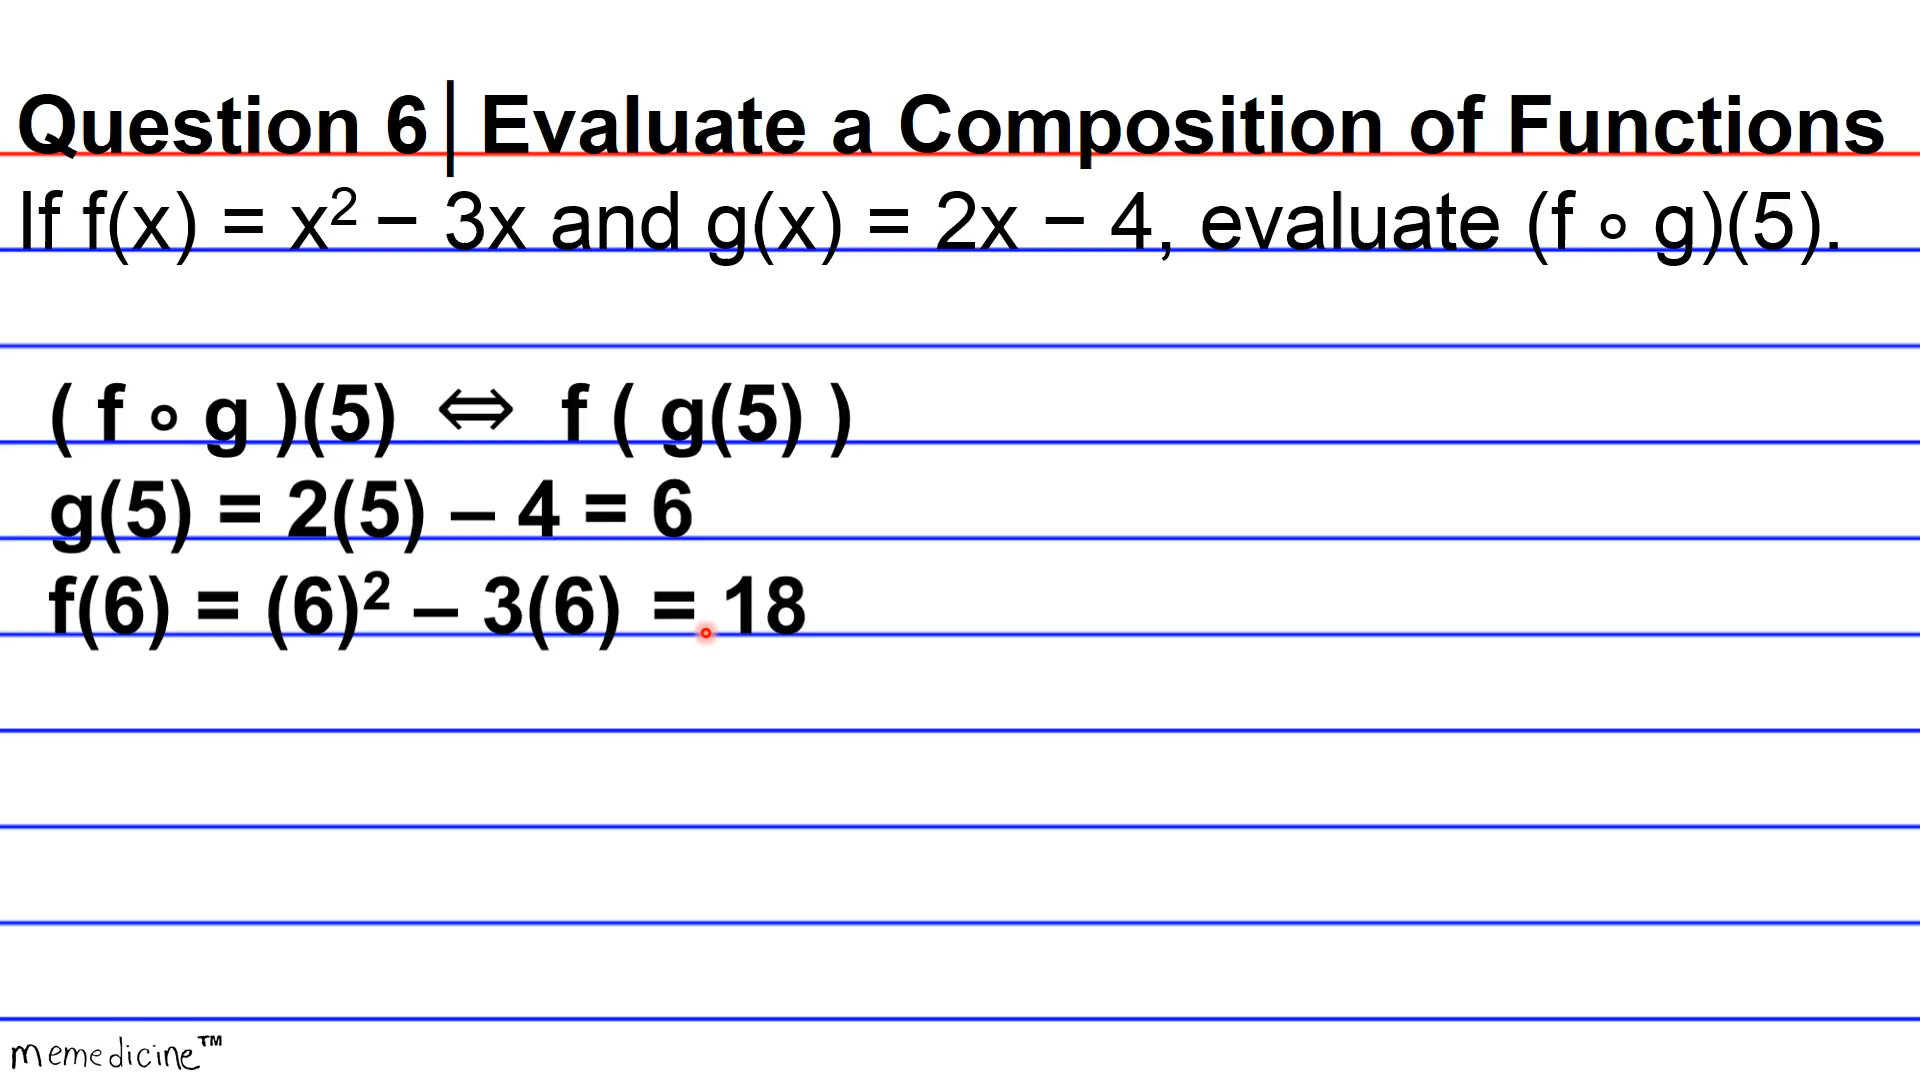 Question 6│Evaluate a Composition of Functions
If f(x) = x² − 3x and g(x) = 2x − 4, evaluate (f ∘ g)(5).
( f ∘ g )(5) ⇔ f ( g(5) )
g(5) = 2(5) – 4 = 6
f(6) = (6)² – 3(6) = 18
memedicine™